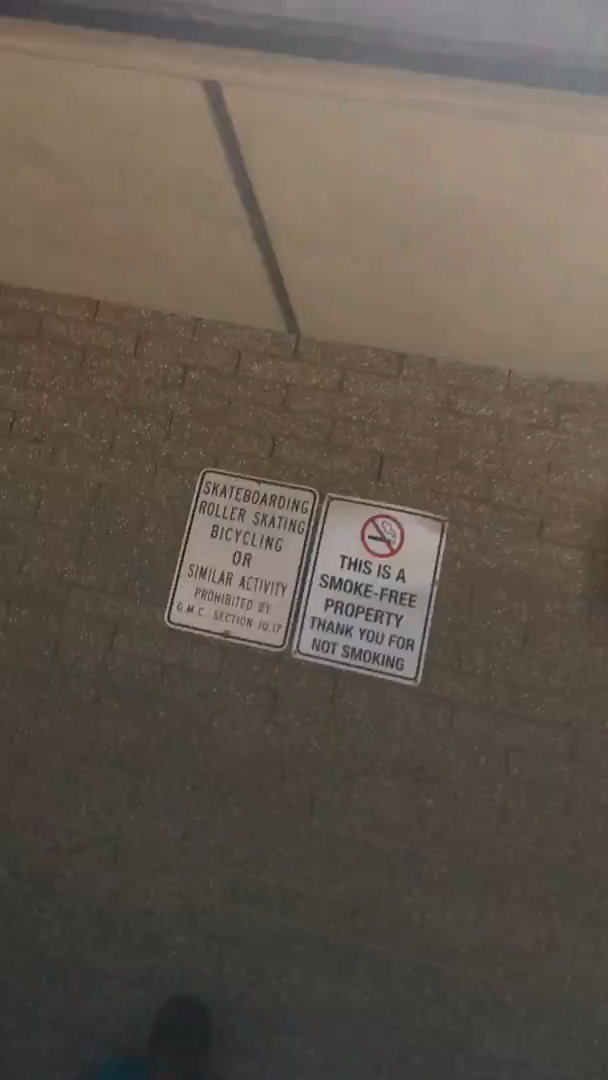 SKATEBOARDING
ROLLER SKATING
BICYCLING
OR
SIMILAR ACTIVITY
PROHIBITED BY
G.M.C. SECTION 10.17
THIS IS A
SMOKE-FREE
PROPERTY
THANK YOU FOR
NOT SMOKING